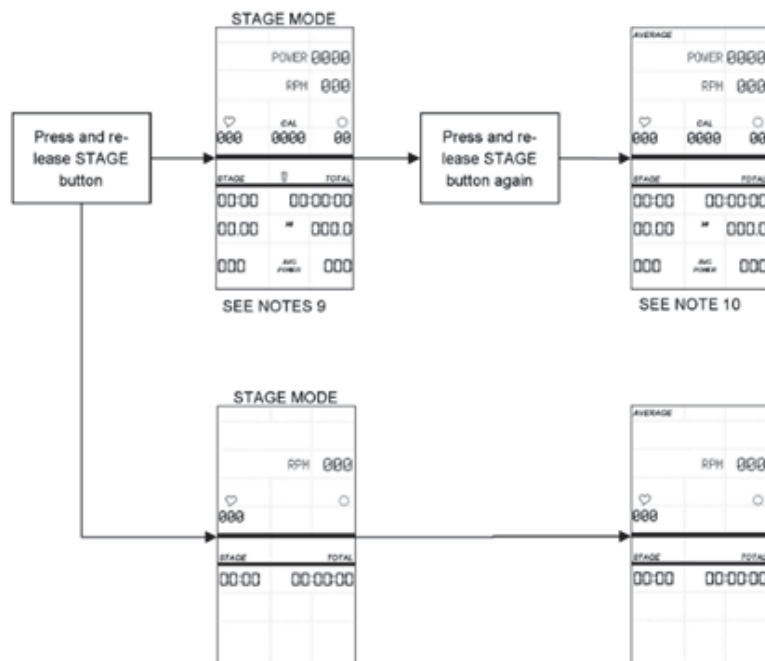 STAGE MODE
POWER 0000
RPM 000
CAL
000 0000 00
STAGE TOTAL
00:00 00:00:00
00.00 MI 000.0
000 AVG POWER 000
SEE NOTES 9
Press and re-
lease STAGE
button
Press and re-
lease STAGE
button again
AVERAGE
POWER 0000
RPM 000
CAL
000 0000 00
STAGE TOTAL
00:00 00:00:00
00.00 MI 000.0
000 AVG POWER 000
SEE NOTE 10
STAGE MODE
RPM 000
000
STAGE TOTAL
00:00 00:00:00
AVERAGE
RPM 000
000
STAGE TOTAL
00:00 00:00:00